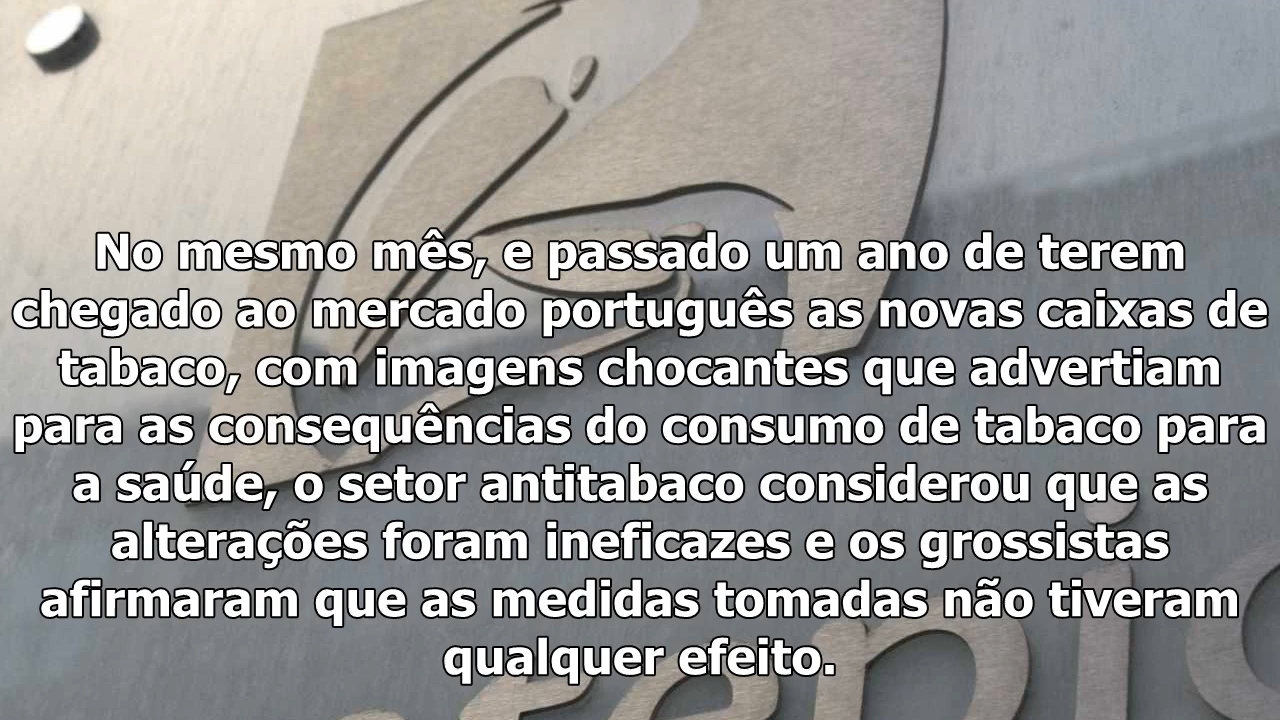 No mesmo mês, e passado um ano de terem
chegado ao mercado português as novas caixas de
tabaco, com imagens chocantes que advertiam
para as consequências do consumo de tabaco para
a saúde, o setor antitabaco considerou que as
alterações foram ineficazes e os grossistas
afirmaram que as medidas tomadas não tiveram
qualquer efeito.